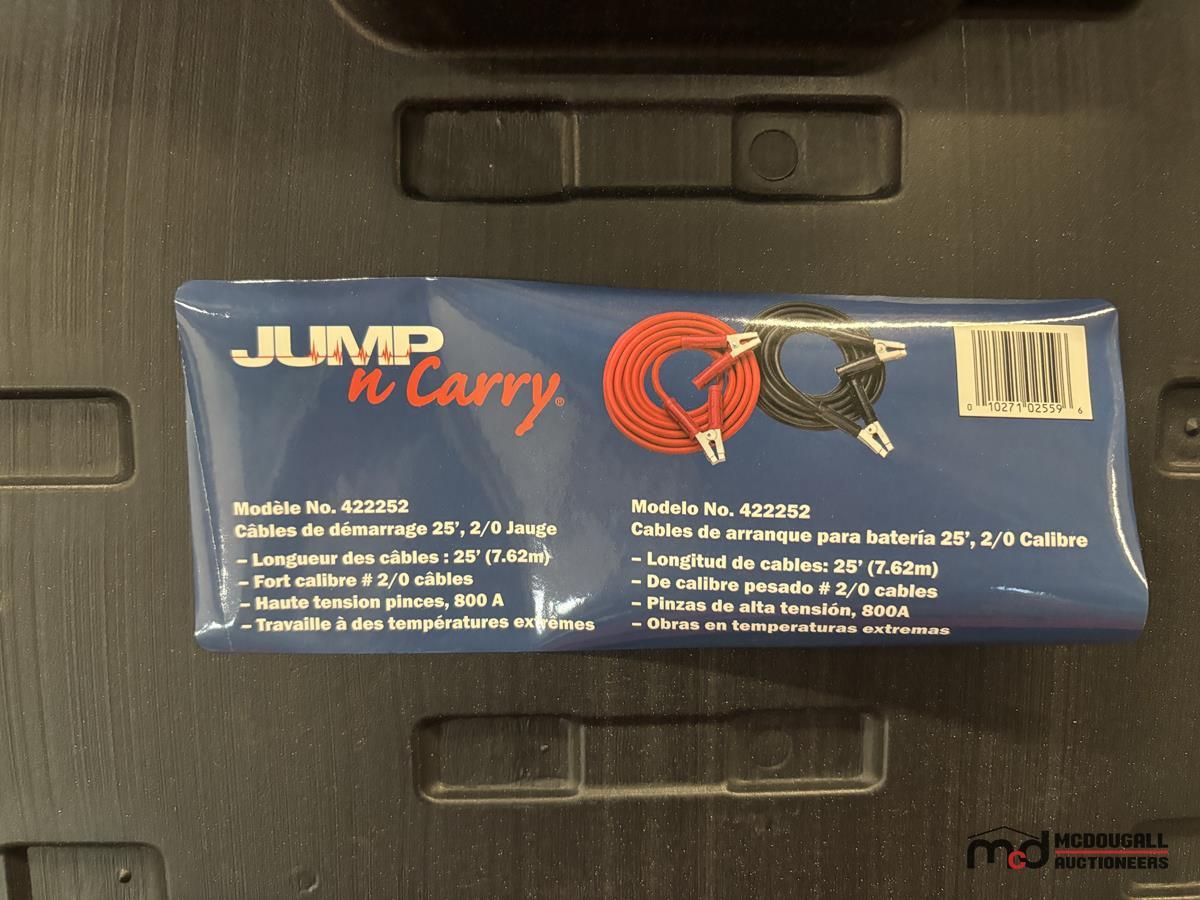 JUMP
n Carry®
0 10271 02559 6
Modèle No. 422252
Câbles de démarrage 25’, 2/0 Jauge
– Longueur des câbles : 25’ (7.62m)
– Fort calibre # 2/0 câbles
– Haute tension pinces, 800 A
– Travaille à des températures extrêmes
Modelo No. 422252
Cables de arranque para batería 25’, 2/0 Calibre
– Longitud de cables: 25’ (7.62m)
– De calibre pesado # 2/0 cables
– Pinzas de alta tensión, 800A
– Obras en temperaturas extremas
mcd MCDOUGALL
AUCTIONEERS